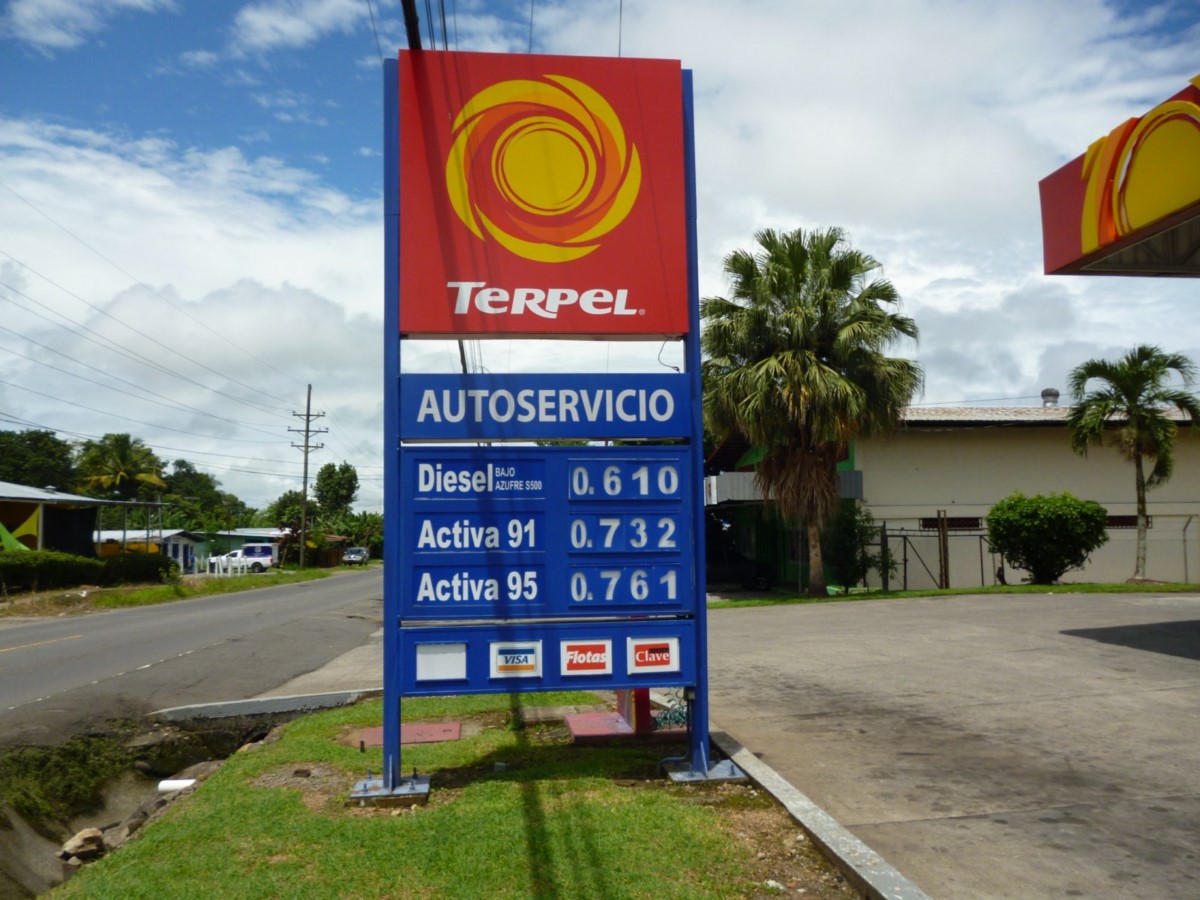 TERPEL
AUTOSERVICIO
Diesel BAJO AZUFRE S500 0.610
Activa 91 0.732
Activa 95 0.761
VISA Flotas Clave